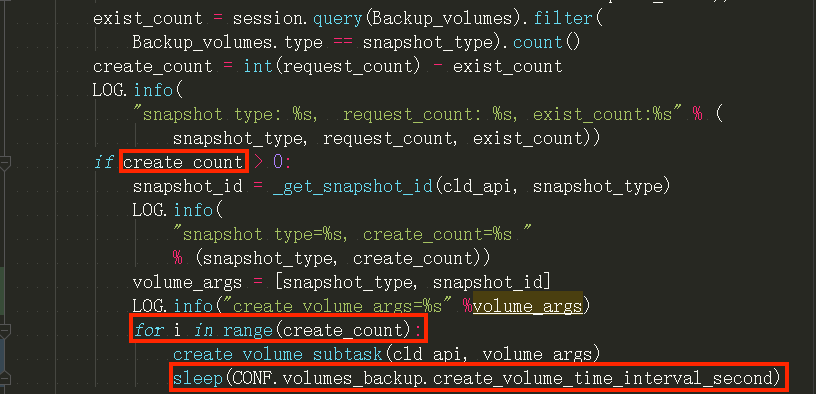 exist_count = session.query(Backup_volumes).filter(
Backup_volumes.type == snapshot_type).count()
create_count = int(request_count) - exist_count
LOG.info(
"snapshot type: %s,  request_count: %s, exist_count:%s" % (
snapshot_type, request_count, exist_count))
if create_count > 0:
snapshot_id = _get_snapshot_id(cld_api, snapshot_type)
LOG.info(
"snapshot type=%s, create_count=%s "
% (snapshot_type, create_count))
volume_args = [snapshot_type, snapshot_id]
LOG.info("create volume args=%s" %volume_args)
for i in range(create_count):
create_volume_subtask(cld_api, volume_args)
sleep(CONF.volumes_backup.create_volume_time_interval_second)